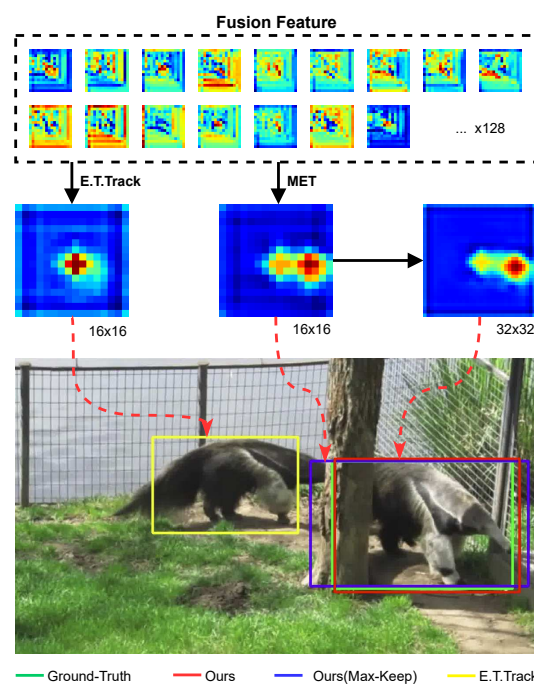 Fusion Feature
... x128
E.T.Track
MET
16x16
16x16
32x32
Ground-Truth
Ours
Ours(Max-Keep)
E.T.Track